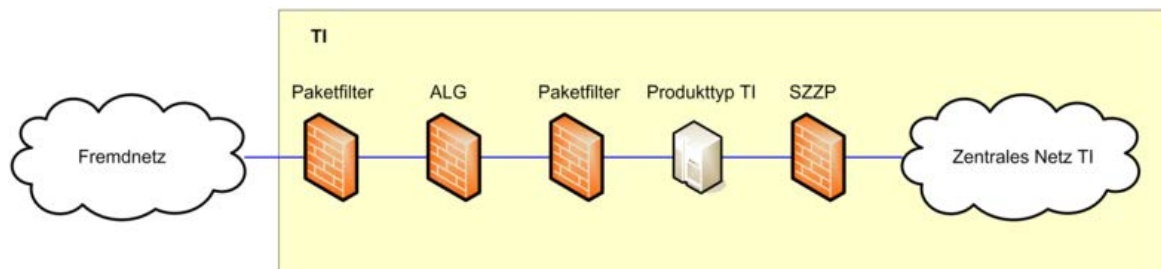 TI
Paketfilter
ALG
Paketfilter
Produkttyp TI
SZZP
Fremdnetz
Zentrales Netz TI